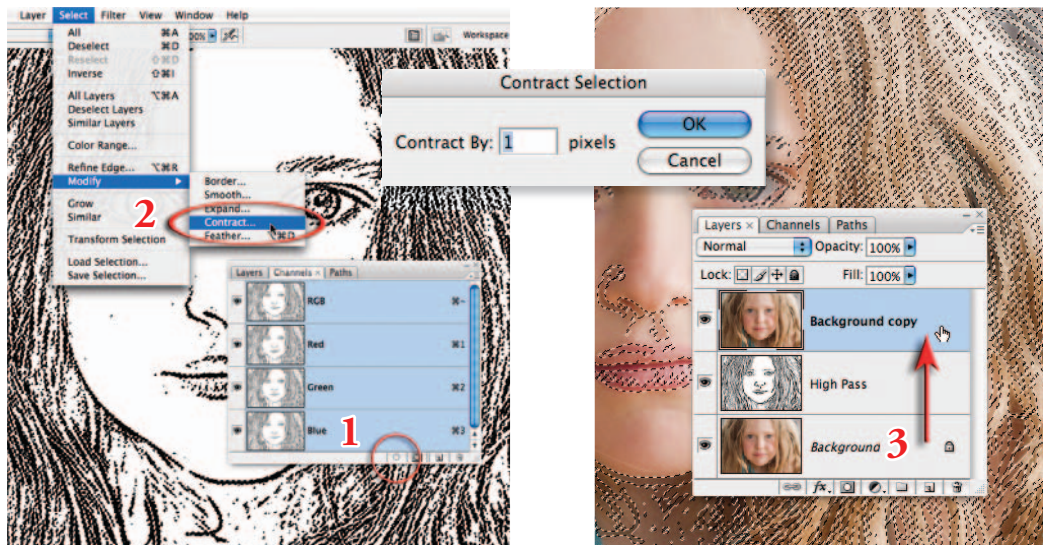 Layer Select Filter View Window Help
All ⌘A
Deselect ⌘D
Reselect ⇧⌘D
Inverse ⇧⌘I
All Layers ⌥⌘A
Deselect Layers
Similar Layers
Color Range...
Refine Edge... ⌥⌘R
Modify
Grow
Similar
Transform Selection
Load Selection...
Save Selection...
Border...
Smooth...
Expand...
Contract...
Feather... ⌥⌘D
2
Workspace
Layers Channels × Paths
RGB ⌘~
Red ⌘1
Green ⌘2
Blue ⌘3
1
Contract Selection
Contract By: 1 pixels
OK
Cancel
Layers × Channels Paths
Normal Opacity: 100%
Lock: Fill: 100%
Background copy
High Pass
Background
3